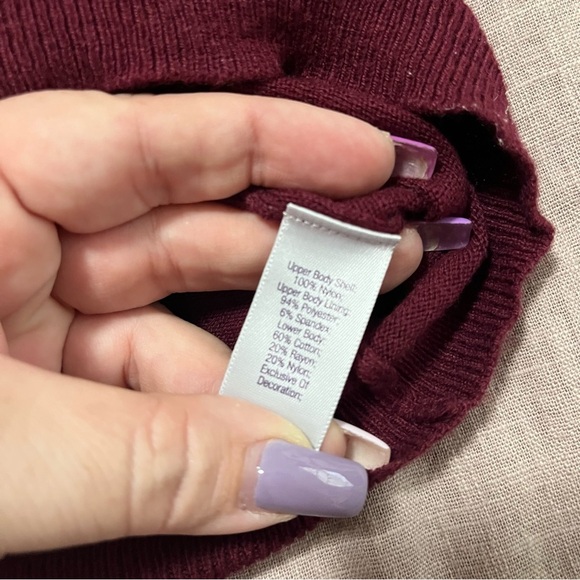 Upper Body Shell:
100% Nylon;
Upper Body Lining:
94% Polyester
6% Spandex
Lower Body:
60% Cotton;
20% Rayon;
20% Nylon;
Exclusive Of
Decoration;